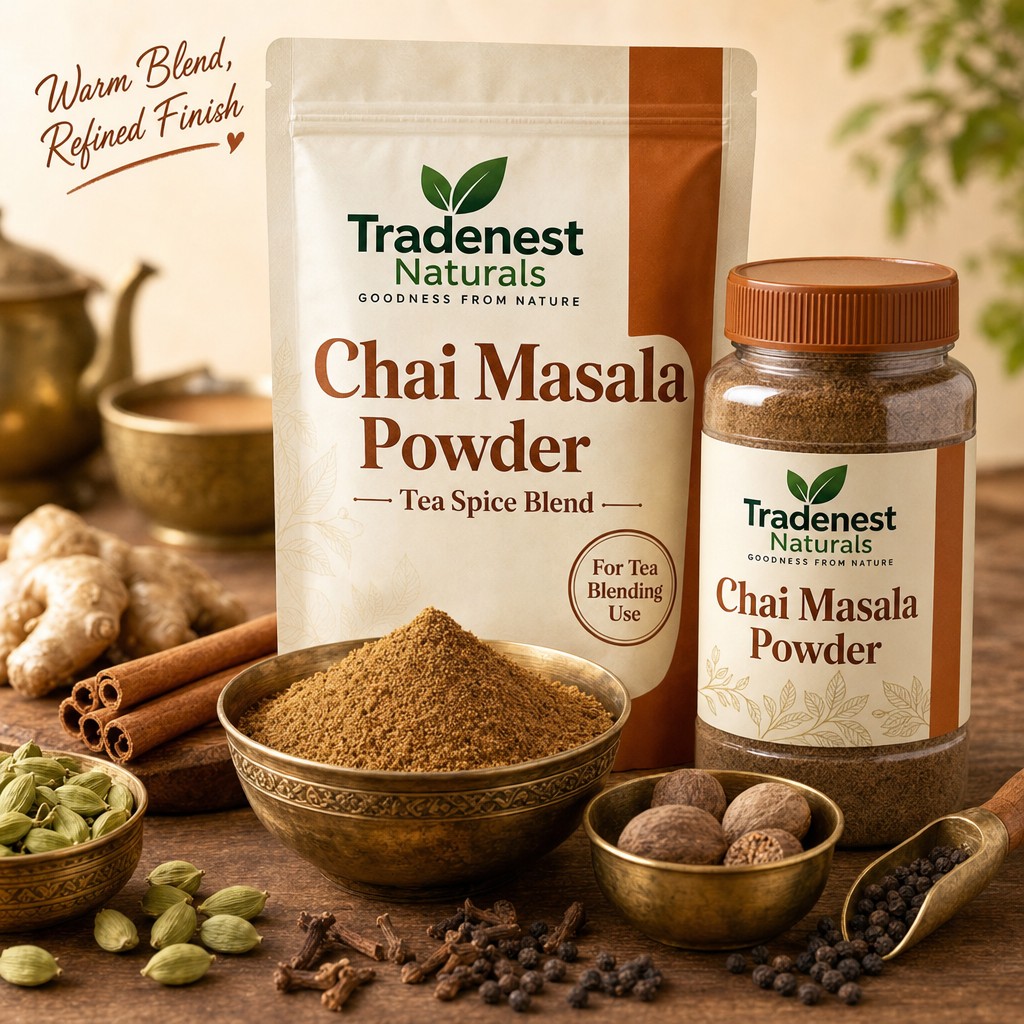 Warm Blend,
Refined Finish
Tradenest
Naturals
GOODNESS FROM NATURE
Chai Masala
Powder
Tea Spice Blend
For Tea
Blending
Use
Tradenest
Naturals
GOODNESS FROM NATURE
Chai Masala
Powder